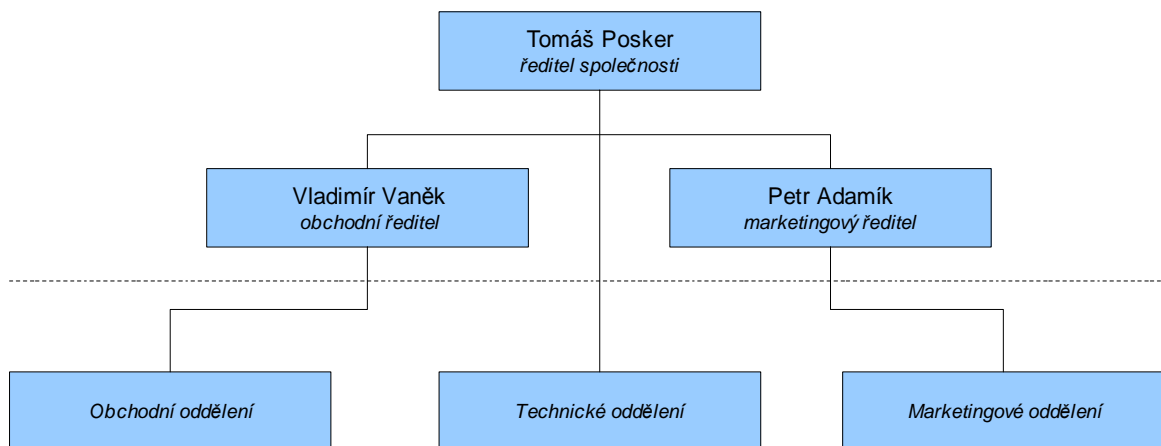 Tomáš Posker
ředitel společnosti
Vladimír Vaněk
obchodní ředitel
Petr Adamík
marketingový ředitel
Obchodní oddělení
Technické oddělení
Marketingové oddělení